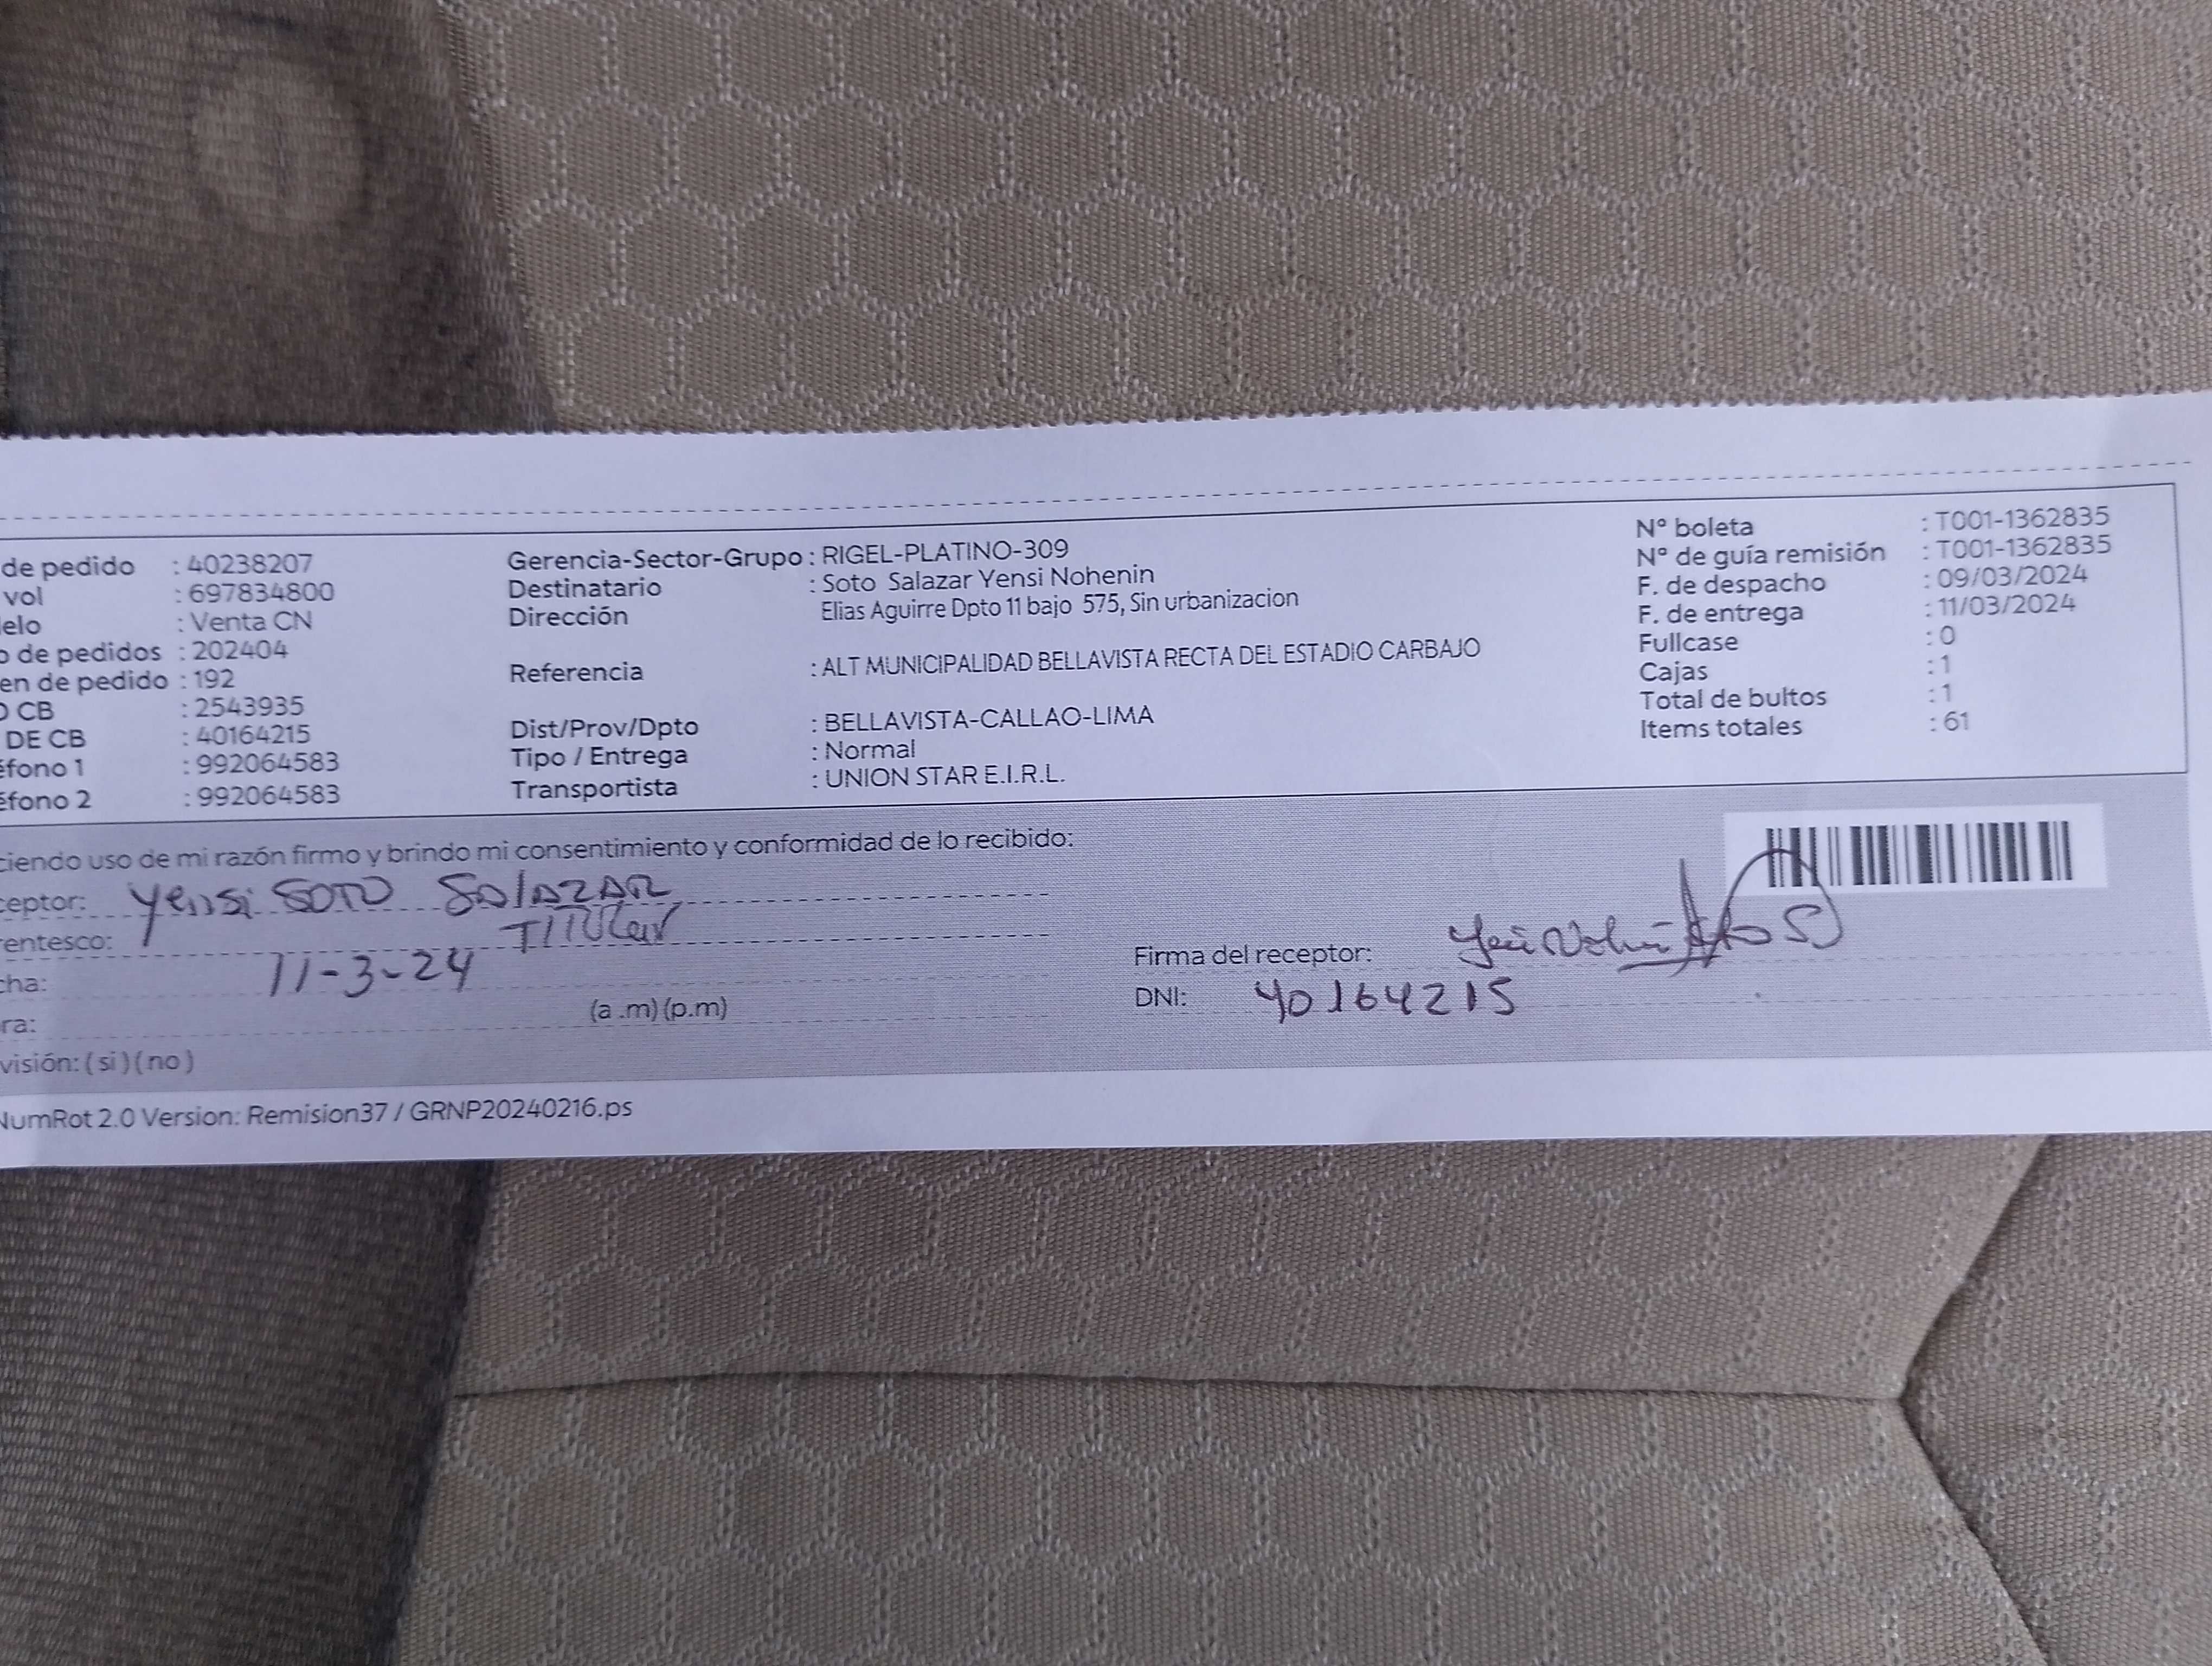 de pedido : 40238207
vol : 697834800
elo : Venta CN
o de pedidos : 202404
en de pedido : 192
O CB : 2543935
DE CB : 40164215
éfono 1 : 992064583
éfono 2 : 992064583
Gerencia-Sector-Grupo : RIGEL-PLATINO-309
Destinatario : Soto Salazar Yensi Nohenin
Dirección Elias Aguirre Dpto 11 bajo 575, Sin urbanizacion
Referencia : ALT MUNICIPALIDAD BELLAVISTA RECTA DEL ESTADIO CARBAJO
Dist/Prov/Dpto : BELLAVISTA-CALLAO-LIMA
Tipo / Entrega : Normal
Transportista : UNION STAR E.I.R.L.
N° boleta : T001-1362835
N° de guía remisión : T001-1362835
F. de despacho : 09/03/2024
F. de entrega : 11/03/2024
Fullcase : 0
Cajas : 1
Total de bultos : 1
Items totales : 61
ciendo uso de mi razón firmo y brindo mi consentimiento y conformidad de lo recibido:
ceptor: Yensi SOTO SalAZAR
rentesco: TITUlar
cha: 11-3-24
ra: (a .m) (p.m)
visión: ( si ) ( no )
Firma del receptor:
DNI: 40164215
NumRot 2.0 Version: Remision37 / GRNP20240216.ps